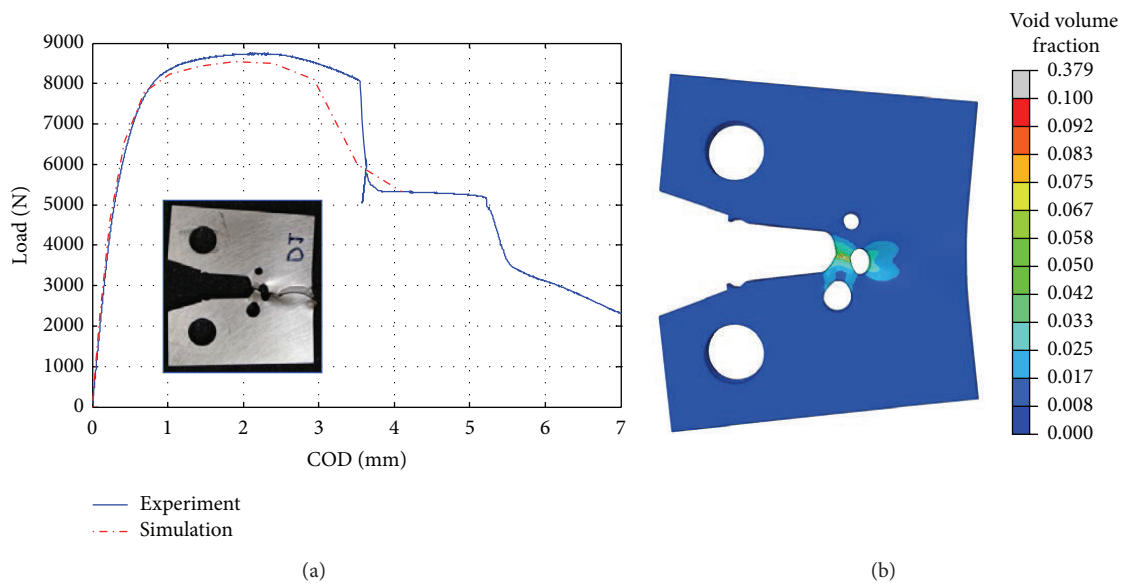 9000
8000
7000
6000
5000
4000
3000
2000
1000
0
Load (N)
DJ
0 1 2 3 4 5 6 7
COD (mm)
Experiment
Simulation
(a)
Void volume
fraction
0.379
0.100
0.092
0.083
0.075
0.067
0.058
0.050
0.042
0.033
0.025
0.017
0.008
0.000
(b)